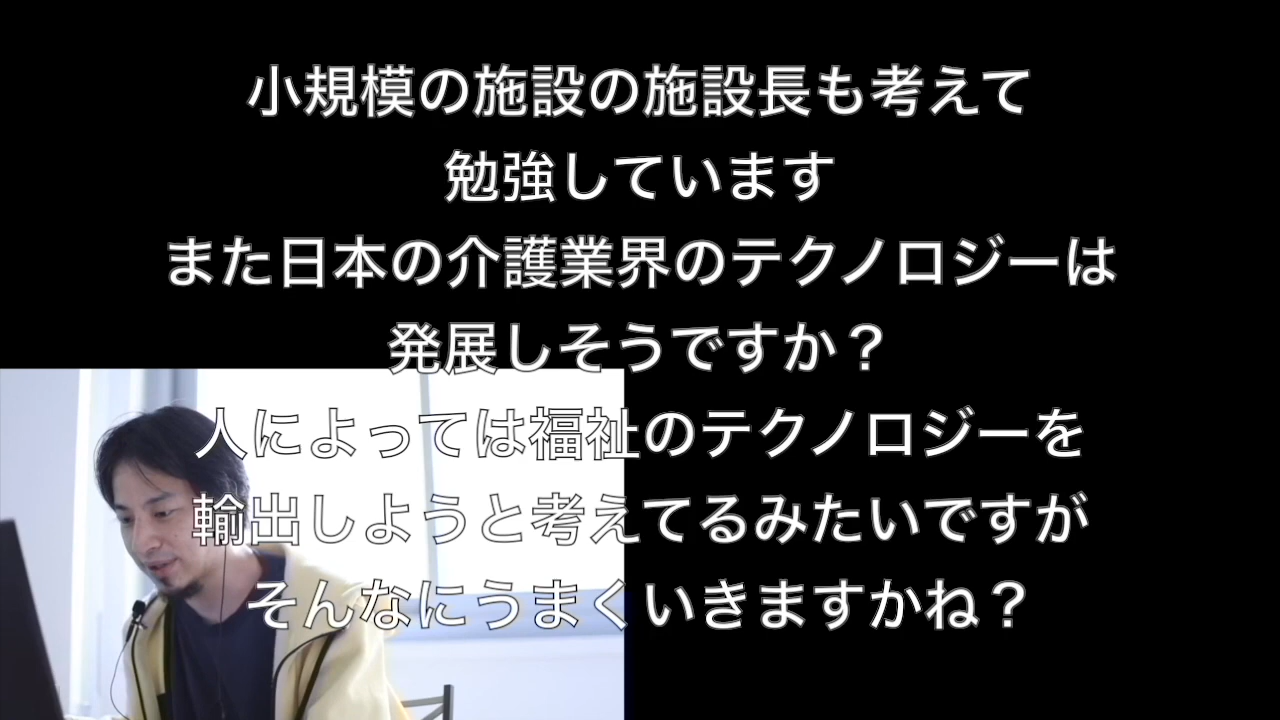 小規模の施設の施設長も考えて
勉強しています
また日本の介護業界のテクノロジーは
発展しそうですか？
人によっては福祉のテクノロジーを
輸出しようと考えてるみたいですが
そんなにうまくいきますかね？